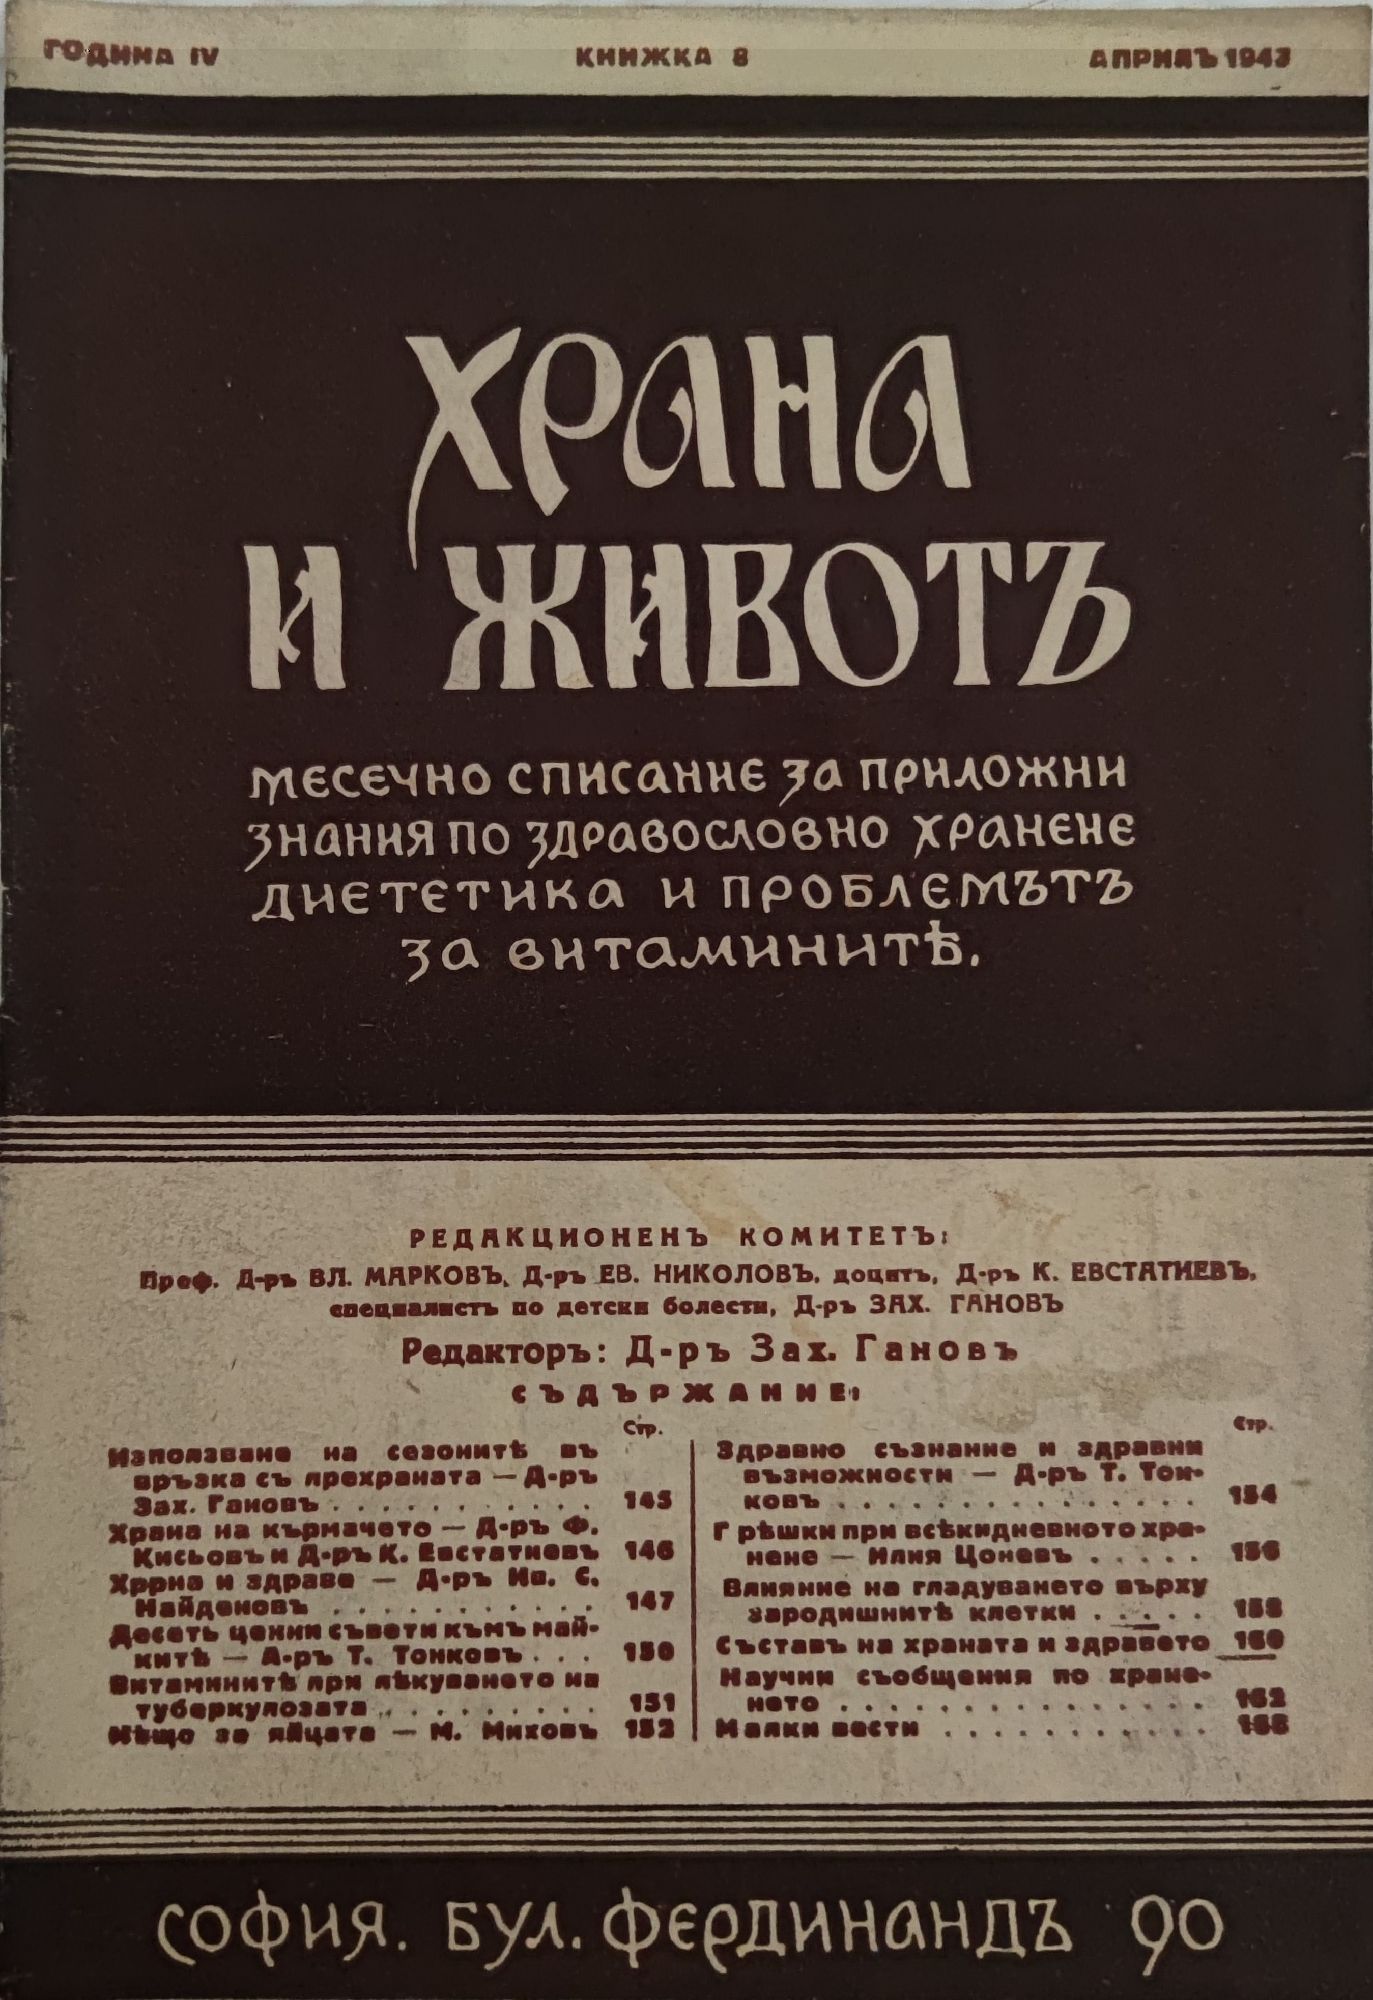 ГОДИНА IV КНИЖКА 8 АПРИЛЪ 1943
ХРАНА
И ЖИВОТЪ
месечно списание за приложни
знания по здравословно хранене
диететика и проблемътъ
за витаминитѣ.
РЕДАКЦИОНЕНЪ КОМИТЕТЪ:
Проф. Д-ръ ВЛ. МАРКОВЪ, Д-ръ ЕВ. НИКОЛОВЪ, доцитъ, Д-ръ К. ЕВСТАТИЕВЪ,
специалистъ по детски болести, Д-ръ ЗАХ. ГАНОВЪ
Редакторъ: Д-ръ Зах. Гановъ
СЪДЪРЖАНИЕ:
Стр.
Използване на сезонитѣ въ
връзка съ прехраната — Д-ръ
Зах. Гановъ . . . . . . . . . . . 145
Храна на кърмачето — Д-ръ Ф.
Кисьовъ и Д-ръ К. Евстатиевъ 146
Хррна и здраве — Д-ръ Ив. С.
Найденовъ . . . . . . . . . . . 147
Десеть ценни съвети къмъ май-
китѣ — Д-ръ Т. Тонковъ . . . 150
Витаминитѣ при лѣкуването на
туберкулозата . . . . . . . . . 151
Нѣщо за яйцата — М. Миховъ 152
Стр.
Здравно съзнание и здравни
възможности — Д-ръ Т. Тон-
ковъ . . . . . . . . . . . . . . . 154
Грѣшки при всѣкидневното хра-
нене — Илия Цоневъ . . . . . 156
Влияние на гладуването върху
зародишнитѣ клетки . . . . . 158
Съставъ на храната и здравето 160
Научни съобщения по хране-
нето . . . . . . . . . . . . . . . 162
Малки вести . . . . . . . . . . . 168
СОФИЯ. БУЛ. ФЕРДИНАНДЪ 90